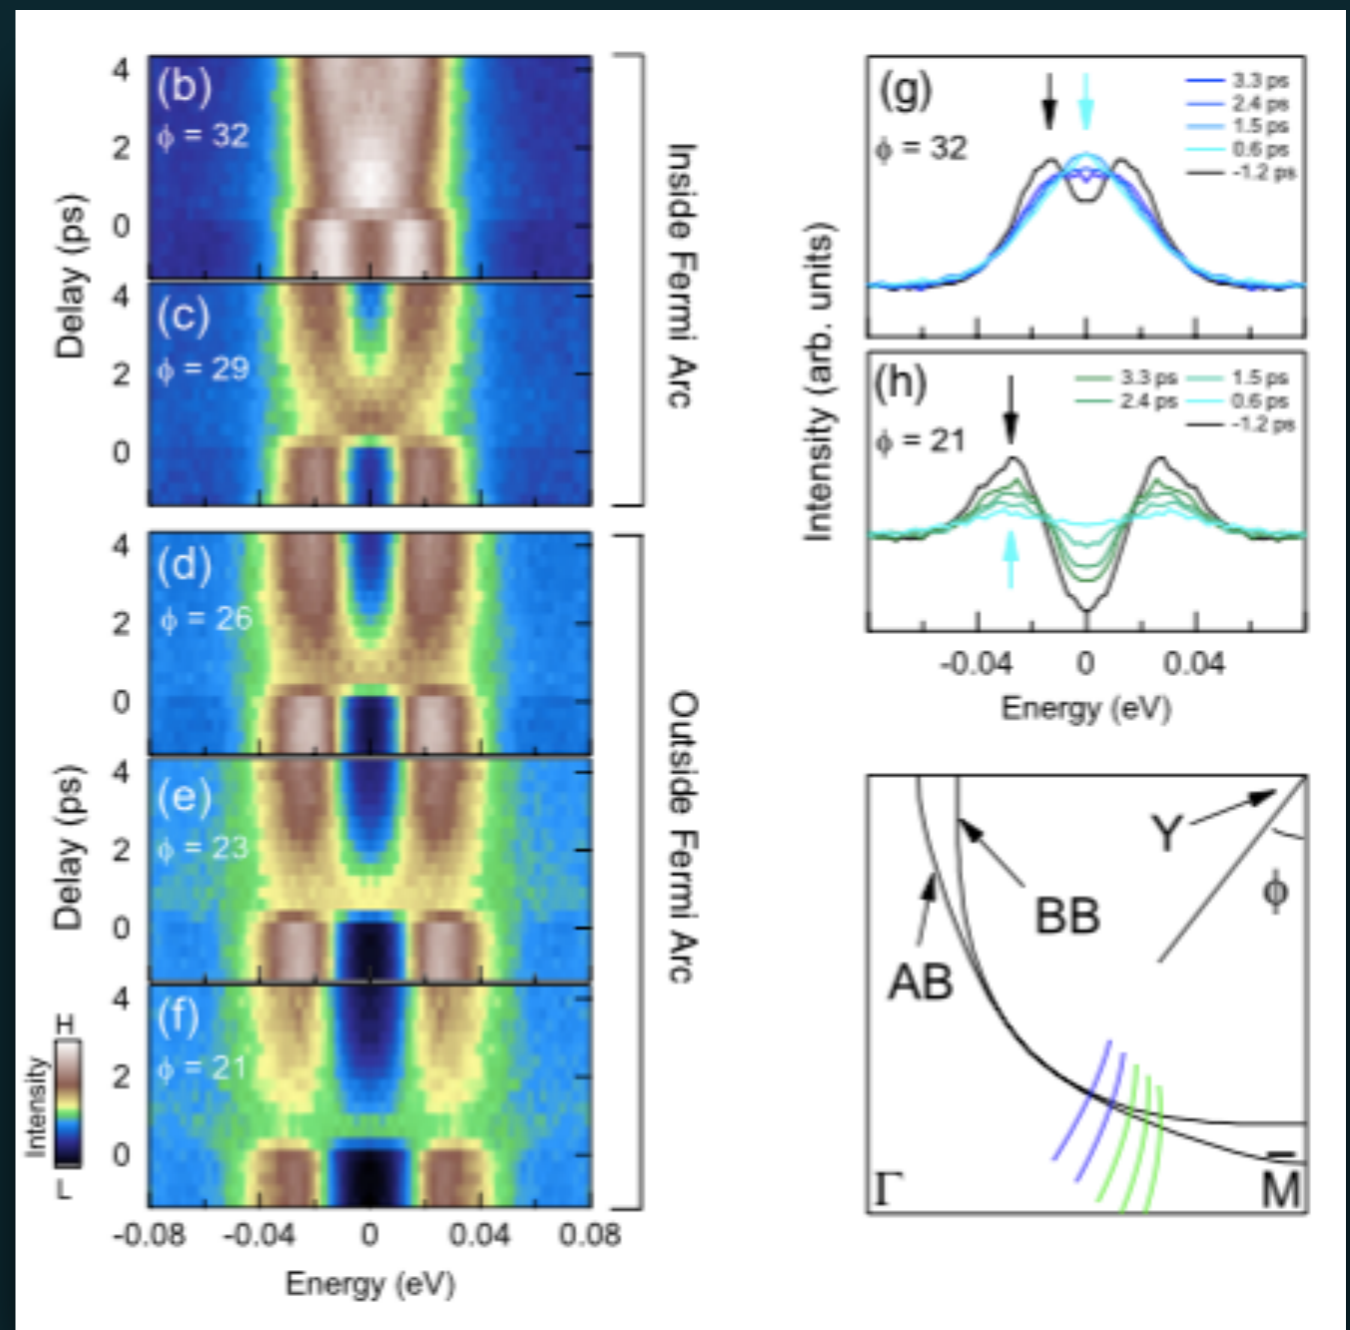 (b)
ϕ = 32
4
2
0
(c)
ϕ = 29
4
2
0
Delay (ps)
Inside Fermi Arc
(d)
ϕ = 26
4
2
0
(e)
ϕ = 23
4
2
0
(f)
ϕ = 21
4
2
0
Delay (ps)
Outside Fermi Arc
H
Intensity
L
-0.08 -0.04 0 0.04 0.08
Energy (eV)
(g)
ϕ = 32
3.3 ps
2.4 ps
1.5 ps
0.6 ps
-1.2 ps
Intensity (arb. units)
(h)
ϕ = 21
3.3 ps 1.5 ps
2.4 ps 0.6 ps
-1.2 ps
-0.04 0 0.04
Energy (eV)
Y
ϕ
BB
AB
Γ
M̅